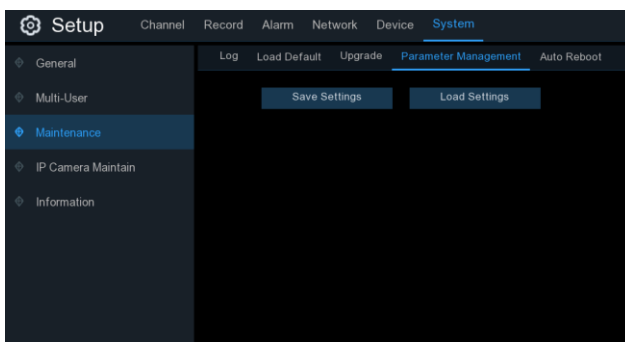 Setup Channel Record Alarm Network Device System
Log Load Default Upgrade Parameter Management Auto Reboot
General
Save Settings Load Settings
Multi-User
Maintenance
IP Camera Maintain
Information